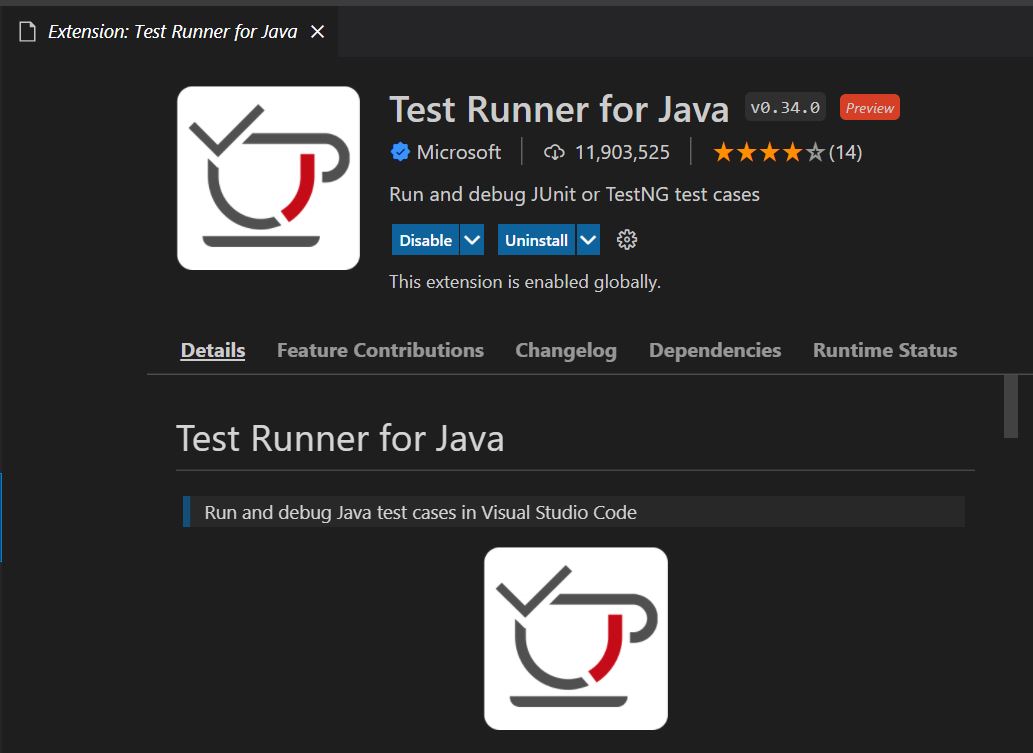 Extension: Test Runner for Java
Test Runner for Java v0.34.0 Preview
Microsoft 11,903,525 (14)
Run and debug JUnit or TestNG test cases
Disable Uninstall
This extension is enabled globally.
Details Feature Contributions Changelog Dependencies Runtime Status
Test Runner for Java
Run and debug Java test cases in Visual Studio Code